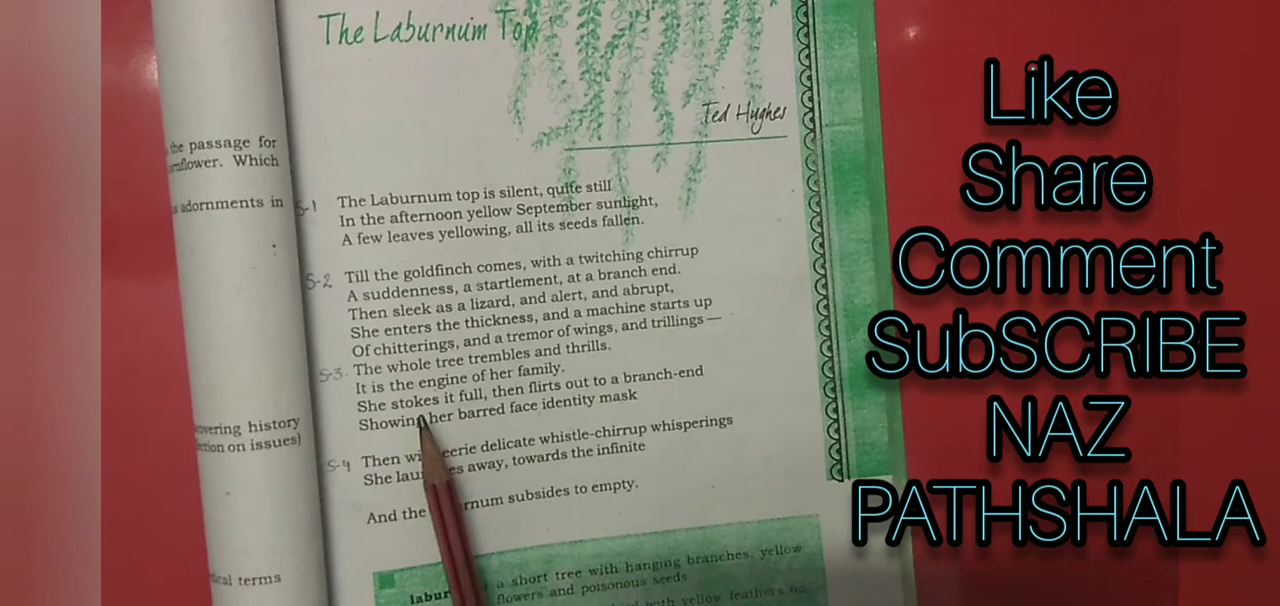 The Laburnum Top
Ted Hughes
the passage for
flower. Which
adornments in
:
overing history
ction on issues)
ical terms
S-1 The Laburnum top is silent, quite still
In the afternoon yellow September sunlight,
A few leaves yellowing, all its seeds fallen.
S-2 Till the goldfinch comes, with a twitching chirrup
A suddenness, a startlement, at a branch end.
Then sleek as a lizard, and alert, and abrupt,
She enters the thickness, and a machine starts up
Of chitterings, and a tremor of wings, and trillings —
S-3. The whole tree trembles and thrills.
It is the engine of her family.
She stokes it full, then flirts out to a branch-end
Showing her barred face identity mask
S-4 Then wi eerie delicate whistle-chirrup whisperings
She lau es away, towards the infinite
And the rnum subsides to empty.
labur : a short tree with hanging branches, yellow
flowers and poisonous seeds
with yellow feathers on
Like
Share
Comment
SubSCRIBE
NAZ
PATHSHALA